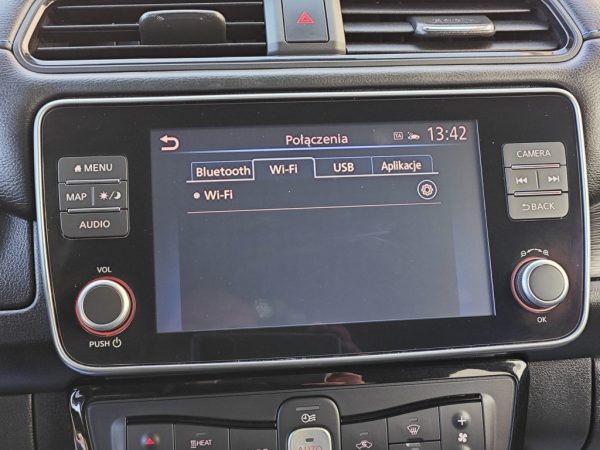 Połączenia TA 13:42
Bluetooth Wi-Fi USB Aplikacje
Wi-Fi
MENU
MAP
AUDIO
VOL
PUSH
CAMERA
BACK
OK
HEAT
AUTO